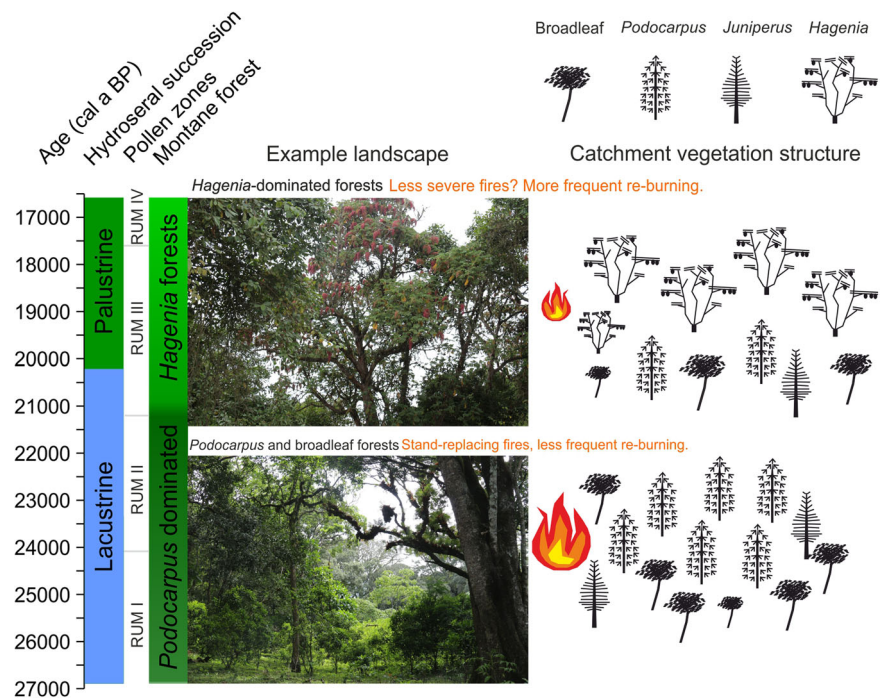 Broadleaf
Podocarpus
Juniperus
Hagenia
Age (cal a BP)
Hydroseral succession
Pollen zones
Montane forest
Example landscape
Catchment vegetation structure
Hagenia-dominated forests Less severe fires? More frequent re-burning.
17000
18000
19000
20000
21000
22000
23000
24000
25000
26000
27000
Palustrine
Lacustrine
RUM IV
RUM III
RUM II
RUM I
Hagenia forests
Podocarpus dominated
Podocarpus and broadleaf forests Stand-replacing fires, less frequent re-burning.